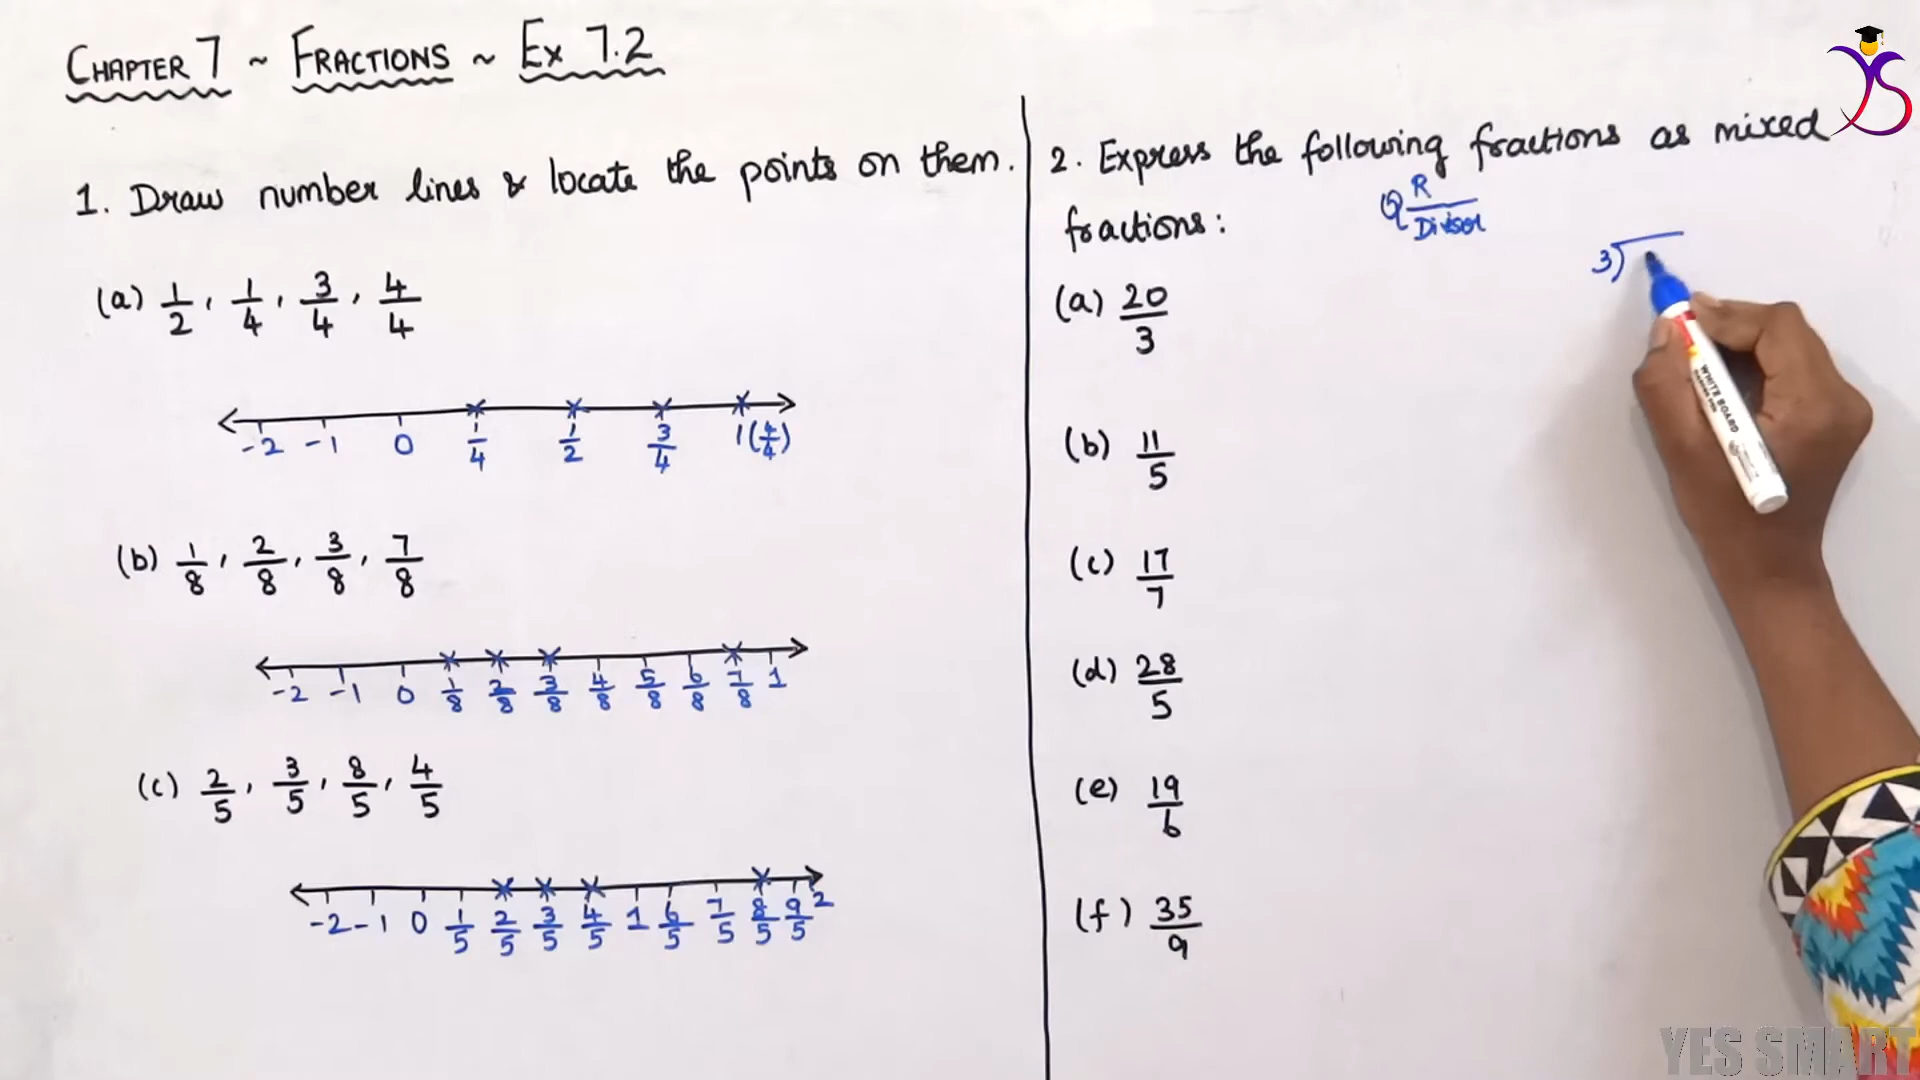 CHAPTER 7 ~ FRACTIONS ~ Ex 7.2
1. Draw number lines & locate the points on them.
(a) 1/2, 1/4, 3/4, 4/4
-2 -1 0 1/4 1/2 3/4 1(4/4)
(b) 1/8, 2/8, 3/8, 7/8
-2 -1 0 1/8 2/8 3/8 4/8 5/8 6/8 7/8 1
(c) 2/5, 3/5, 8/5, 4/5
-2 -1 0 1/5 2/5 3/5 4/5 1 6/5 7/5 8/5 9/5 2
2. Express the following fractions as mixed
fractions:
Q R/Divisor
3)
(a) 20/3
(b) 11/5
(c) 17/7
(d) 28/5
(e) 19/6
(f) 35/9
WHITE BOARD
YS
YES SMART